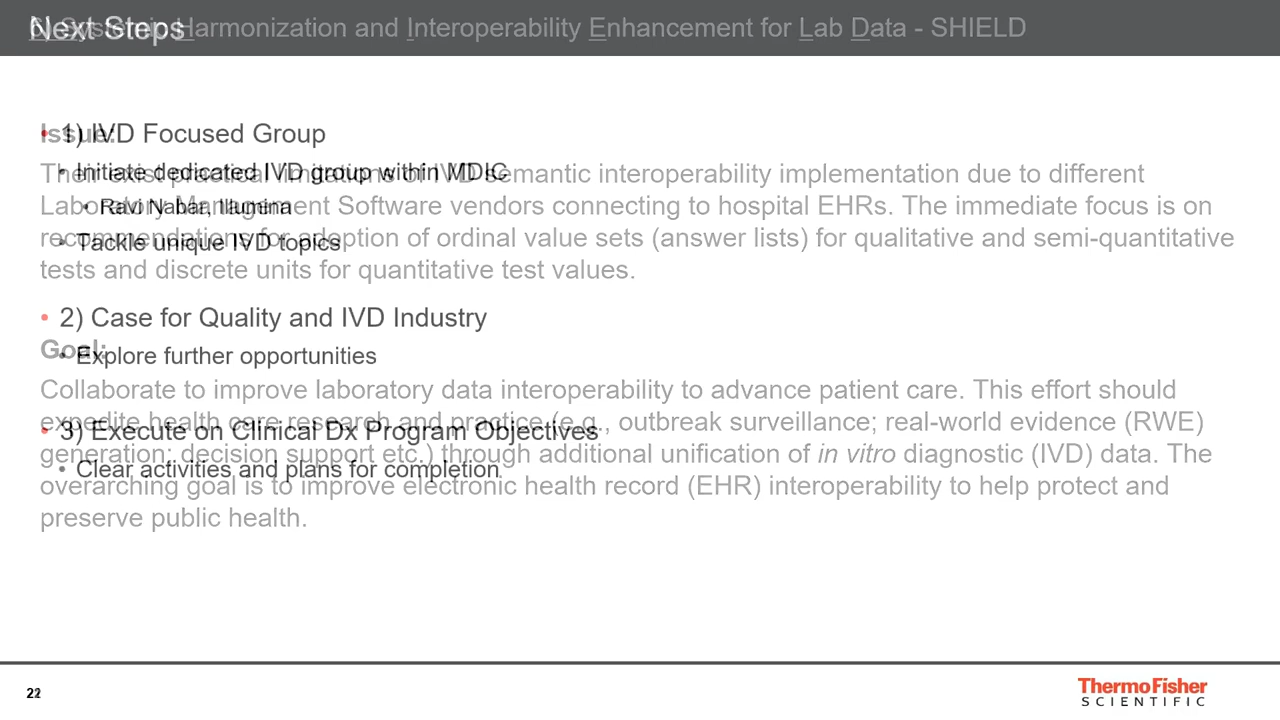 Next Steps
Systemic Harmonization and Interoperability Enhancement for Lab Data - SHIELD
Issue:
• 1) IVD Focused Group
• Initiate dedicated IVD group within MDIC
• Ravi Nabar, Illumina
• Tackle unique IVD topics
practical limitations of IVD semantic interoperability implementation due to different
Laboratory Management Software vendors connecting to hospital EHRs. The immediate focus is on
recommendations for adoption of ordinal value sets (answer lists) for qualitative and semi-quantitative
tests and discrete units for quantitative test values.
• 2) Case for Quality and IVD Industry
Goal:
• Explore further opportunities
Collaborate to improve laboratory data interoperability to advance patient care. This effort should
expedite health care research and practice (e.g., outbreak surveillance; real-world evidence (RWE)
• 3) Execute on Clinical Dx Program Objectives
generation; decision support etc.) through additional unification of in vitro diagnostic (IVD) data. The
• Clear activities and plans for completion
overarching goal is to improve electronic health record (EHR) interoperability to help protect and
preserve public health.
ThermoFisher
SCIENTIFIC